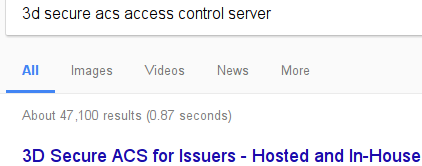 3d secure acs access control server
All Images Videos News More
About 47,100 results (0.87 seconds)
3D Secure ACS for Issuers - Hosted and In-House